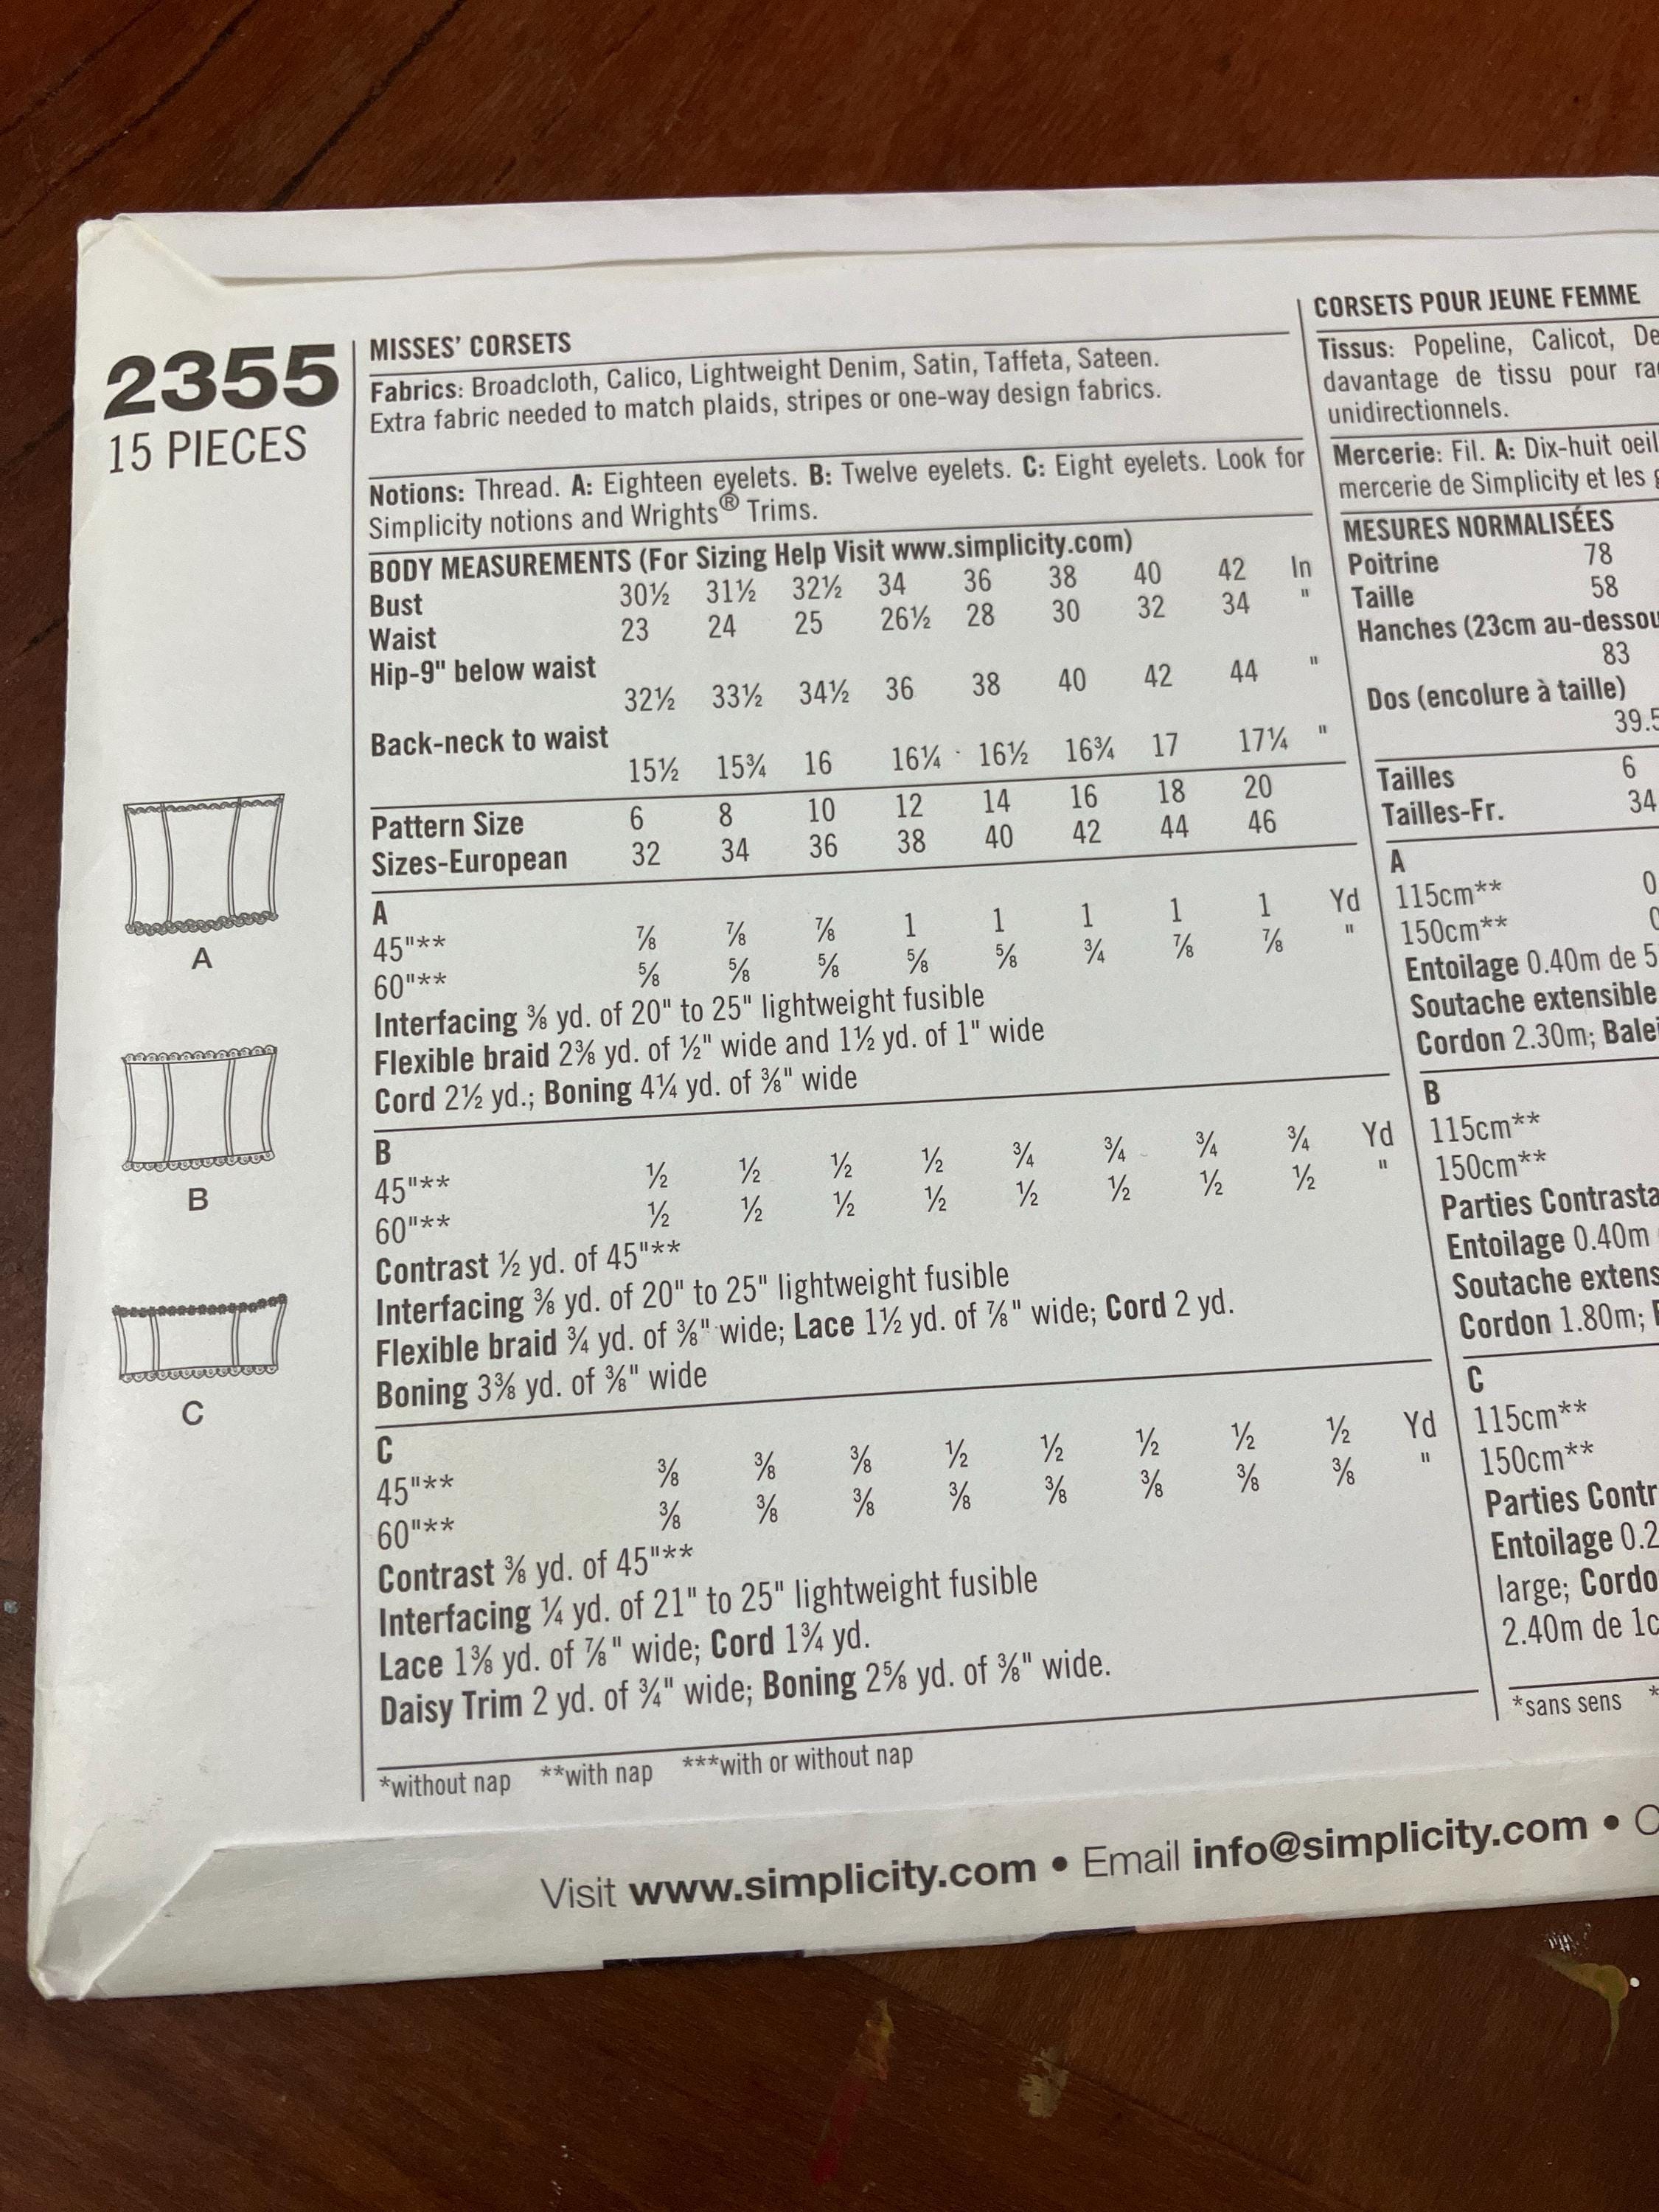 2355
15 PIECES
A
B
C
MISSES' CORSETS
Fabrics: Broadcloth, Calico, Lightweight Denim, Satin, Taffeta, Sateen.
Extra fabric needed to match plaids, stripes or one-way design fabrics.
Notions: Thread. A: Eighteen eyelets. B: Twelve eyelets. C: Eight eyelets. Look for
Simplicity notions and Wrights® Trims.
BODY MEASUREMENTS (For Sizing Help Visit www.simplicity.com)
Bust 30½ 31½ 32½ 34 36 38 40 42 In
Waist 23 24 25 26½ 28 30 32 34 "
Hip-9" below waist
32½ 33½ 34½ 36 38 40 42 44 "
Back-neck to waist
15½ 15¾ 16 16¼ 16½ 16¾ 17 17¼ "
Pattern Size 6 8 10 12 14 16 18 20
Sizes-European 32 34 36 38 40 42 44 46
A
45"** ⅞ ⅞ ⅞ 1 1 1 1 1 Yd
60"** ⅝ ⅝ ⅝ ⅝ ⅝ ¾ ⅞ ⅞ "
Interfacing ⅜ yd. of 20" to 25" lightweight fusible
Flexible braid 2⅜ yd. of ½" wide and 1½ yd. of 1" wide
Cord 2½ yd.; Boning 4¼ yd. of ⅜" wide
B
45"** ½ ½ ½ ½ ¾ ¾ ¾ ¾ Yd
60"** ½ ½ ½ ½ ½ ½ ½ ½ "
Contrast ½ yd. of 45"**
Interfacing ⅜ yd. of 20" to 25" lightweight fusible
Flexible braid ¾ yd. of ⅜" wide; Lace 1½ yd. of ⅞" wide; Cord 2 yd.
Boning 3⅜ yd. of ⅜" wide
C
45"** ⅜ ⅜ ⅜ ½ ½ ½ ½ ½ Yd
60"** ⅜ ⅜ ⅜ ⅜ ⅜ ⅜ ⅜ ⅜ "
Contrast ⅜ yd. of 45"**
Interfacing ¼ yd. of 21" to 25" lightweight fusible
Lace 1⅜ yd. of ⅞" wide; Cord 1¾ yd.
Daisy Trim 2 yd. of ¾" wide; Boning 2⅝ yd. of ⅜" wide.
*without nap **with nap ***with or without nap
CORSETS POUR JEUNE FEMME
Tissus: Popeline, Calicot, De
davantage de tissu pour ra
unidirectionnels.
Mercerie: Fil. A: Dix-huit oeil
mercerie de Simplicity et les g
MESURES NORMALISÉES
Poitrine 78
Taille 58
Hanches (23cm au-dessou
83
Dos (encolure à taille)
39.5
Tailles 6
Tailles-Fr. 34
A
115cm** 0
150cm** 0
Entoilage 0.40m de 5
Soutache extensible
Cordon 2.30m; Balei
B
115cm**
150cm**
Parties Contrasta
Entoilage 0.40m
Soutache extens
Cordon 1.80m;
C
115cm**
150cm**
Parties Contr
Entoilage 0.2
large; Cordo
2.40m de 1c
*sans sens *
Visit www.simplicity.com • Email info@simplicity.com •